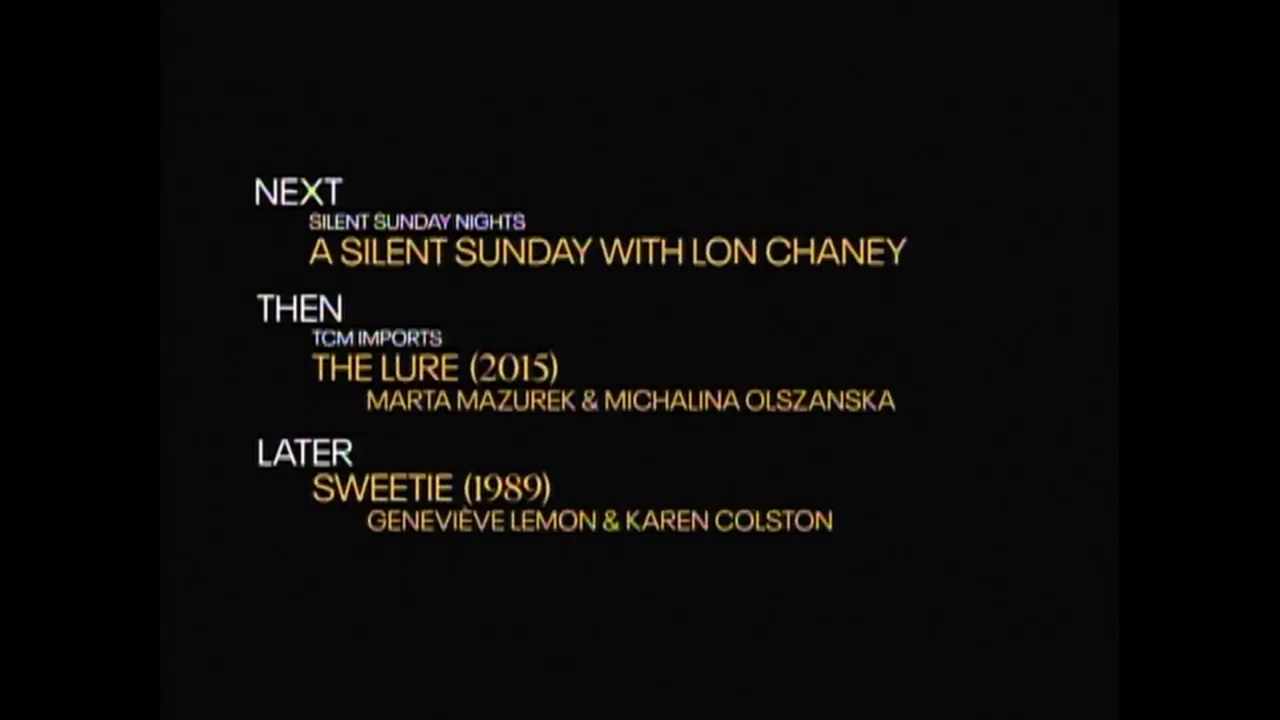 NEXT
SILENT SUNDAY NIGHTS
A SILENT SUNDAY WITH LON CHANEY
THEN
TCM IMPORTS
THE LURE (2015)
MARTA MAZUREK & MICHALINA OLSZANSKA
LATER
SWEETIE (1989)
GENEVIÈVE LEMON & KAREN COLSTON